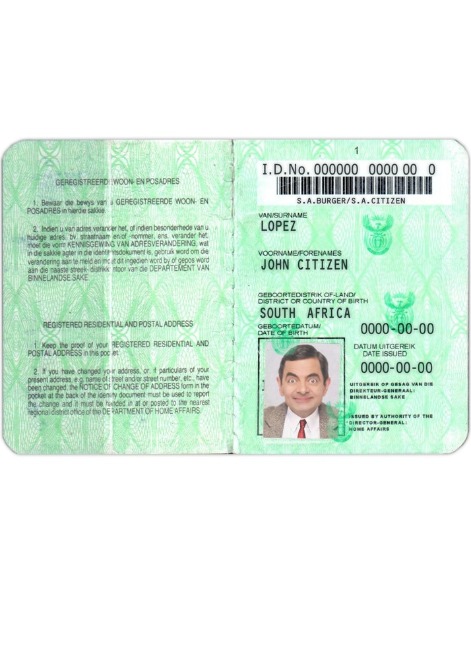 GEREGISTREERDE WOON- EN POSADRES
1. Bewaar die bewys van u GEREGISTREERDE WOON- EN
POSADRES in hierdie sakkie.
2. Indien u van adres verander het, of indien besonderhede van u
huidige adres, bv. straatnaam en/of -nommer, ens. verander het,
moet die vorm KENNISGEWING VAN ADRESVERANDERING, wat
in die sakkie agter in die identiteitsdokument is, gebruik word om die
verandering aan te meld en moet dit ingedien word by of gepos word
aan die naaste streek-/distrikkantoor van die DEPARTEMENT VAN
BINNELANDSE SAKE.
REGISTERED RESIDENTIAL AND POSTAL ADDRESS
1. Keep the proof of your REGISTERED RESIDENTIAL AND
POSTAL ADDRESS in this pocket.
2. If you have changed your address, or, if particulars of your
present address, e.g. name of street and/or street number, etc., have
been changed, the NOTICE OF CHANGE OF ADDRESS form in the
pocket at the back of the identity document must be used to report
the change and it must be handed in at or posted to the nearest
regional/district office of the DEPARTMENT OF HOME AFFAIRS.
1
I.D.No. 000000 0000 00 0
S.A.BURGER/S.A.CITIZEN
VAN/SURNAME
LOPEZ
VOORNAME/FORENAMES
JOHN CITIZEN
GEBOORTEDISTRIK-OF-LAND/
DISTRICT OR COUNTRY OF BIRTH
SOUTH AFRICA
GEBOORTEDATUM/
DATE OF BIRTH
0000-00-00
DATUM UITGEREIK
DATE ISSUED
0000-00-00
UITGEREIK OP GESAG VAN DIE
DIREKTEUR-GENERAAL:
BINNELANDSE SAKE
ISSUED BY AUTHORITY OF THE
DIRECTOR-GENERAL:
HOME AFFAIRS